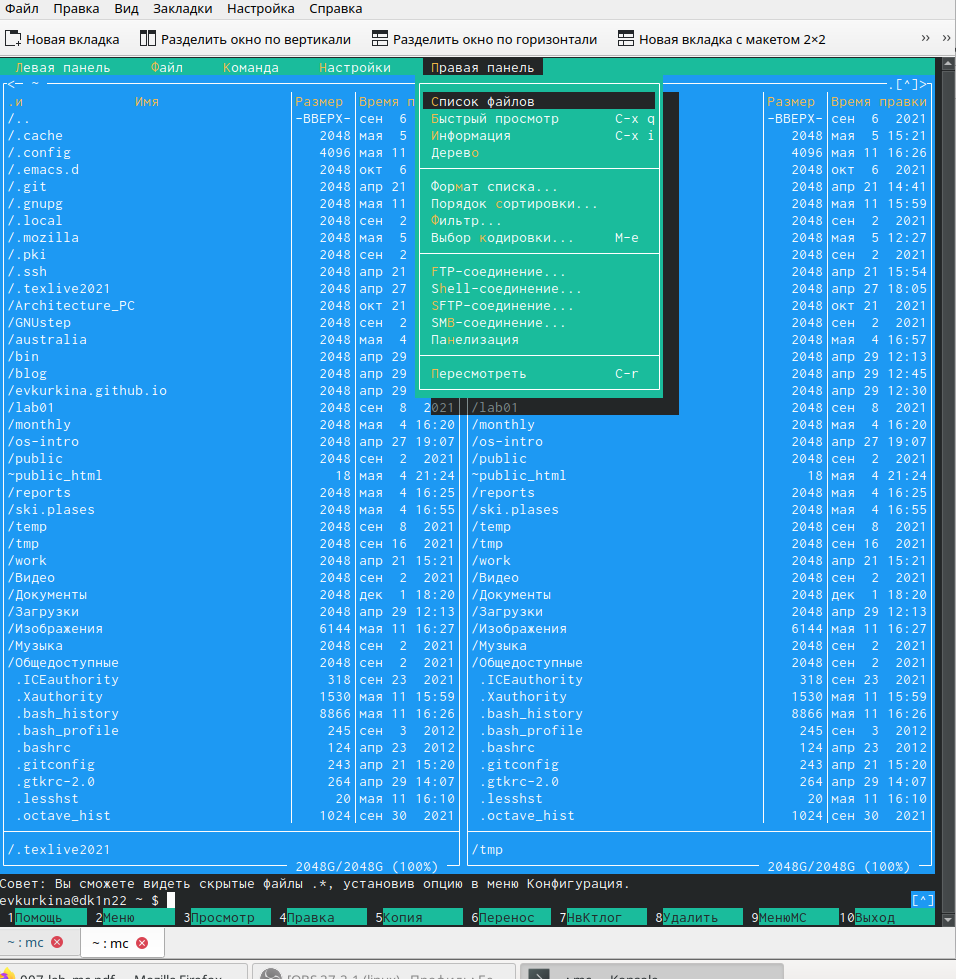 Файл Правка Вид Закладки Настройка Справка
Новая вкладка Разделить окно по вертикали Разделить окно по горизонтали Новая вкладка с макетом 2×2 ›› ››
Левая панель Файл Команда Настройки Правая панель
<─ ~ .[^]>
.и Имя Размер Время п Список файлов Размер Время правки
/.. -ВВЕРХ- сен 6 Быстрый просмотр C-x q -ВВЕРХ- сен 6 2021
/.cache 2048 мая 5 Информация C-x i 2048 мая 5 15:21
/.config 4096 мая 11 Дерево 4096 мая 11 16:26
/.emacs.d 2048 окт 6 2048 окт 6 2021
/.git 2048 апр 21 Формат списка... 2048 апр 21 14:41
/.gnupg 2048 мая 11 Порядок сортировки... 2048 мая 11 15:59
/.local 2048 сен 2 Фильтр... 2048 сен 2 2021
/.mozilla 2048 мая 5 Выбор кодировки... M-e 2048 мая 5 12:27
/.pki 2048 сен 2 2048 сен 2 2021
/.ssh 2048 апр 21 FTP-соединение... 2048 апр 21 15:54
/.texlive2021 2048 апр 27 Shell-соединение... 2048 апр 27 18:05
/Architecture_PC 2048 окт 21 SFTP-соединение... 2048 окт 21 2021
/GNUstep 2048 сен 2 SMB-соединение... 2048 сен 2 2021
/australia 2048 мая 4 Панелизация 2048 мая 4 16:57
/bin 2048 апр 29 2048 апр 29 12:13
/blog 2048 апр 29 Пересмотреть C-r 2048 апр 29 12:45
/evkurkina.github.io 2048 апр 29 2048 апр 29 12:30
/lab01 2048 сен 8 2021 /lab01 2048 сен 8 2021
/monthly 2048 мая 4 16:20 /monthly 2048 мая 4 16:20
/os-intro 2048 апр 27 19:07 /os-intro 2048 апр 27 19:07
/public 2048 сен 2 2021 /public 2048 сен 2 2021
~public_html 18 мая 4 21:24 ~public_html 18 мая 4 21:24
/reports 2048 мая 4 16:25 /reports 2048 мая 4 16:25
/ski.plases 2048 мая 4 16:55 /ski.plases 2048 мая 4 16:55
/temp 2048 сен 8 2021 /temp 2048 сен 8 2021
/tmp 2048 сен 16 2021 /tmp 2048 сен 16 2021
/work 2048 апр 21 15:21 /work 2048 апр 21 15:21
/Видео 2048 сен 2 2021 /Видео 2048 сен 2 2021
/Документы 2048 дек 1 18:20 /Документы 2048 дек 1 18:20
/Загрузки 2048 апр 29 12:13 /Загрузки 2048 апр 29 12:13
/Изображения 6144 мая 11 16:27 /Изображения 6144 мая 11 16:27
/Музыка 2048 сен 2 2021 /Музыка 2048 сен 2 2021
/Общедоступные 2048 сен 2 2021 /Общедоступные 2048 сен 2 2021
.ICEauthority 318 сен 23 2021 .ICEauthority 318 сен 23 2021
.Xauthority 1530 мая 11 15:59 .Xauthority 1530 мая 11 15:59
.bash_history 8866 мая 11 16:26 .bash_history 8866 мая 11 16:26
.bash_profile 245 сен 3 2012 .bash_profile 245 сен 3 2012
.bashrc 124 апр 23 2012 .bashrc 124 апр 23 2012
.gitconfig 243 апр 21 15:20 .gitconfig 243 апр 21 15:20
.gtkrc-2.0 264 апр 29 14:07 .gtkrc-2.0 264 апр 29 14:07
.lesshst 20 мая 11 16:10 .lesshst 20 мая 11 16:10
.octave_hist 1024 сен 30 2021 .octave_hist 1024 сен 30 2021
/.texlive2021 /tmp
2048G/2048G (100%) 2048G/2048G (100%)
Совет: Вы сможете видеть скрытые файлы .*, установив опцию в меню Конфигурация.
evkurkina@dk1n22 ~ $ [^]
1Помощь 2Меню 3Просмотр 4Правка 5Копия 6Перенос 7НвКтлог 8Удалить 9МенюМС 10Выход
~ : mc ~ : mc
007-lab_mc.pdf — Mozilla Firefox [OBS 27.2.1 (linux) - Профиль: Бе ~ : mc — Konsole